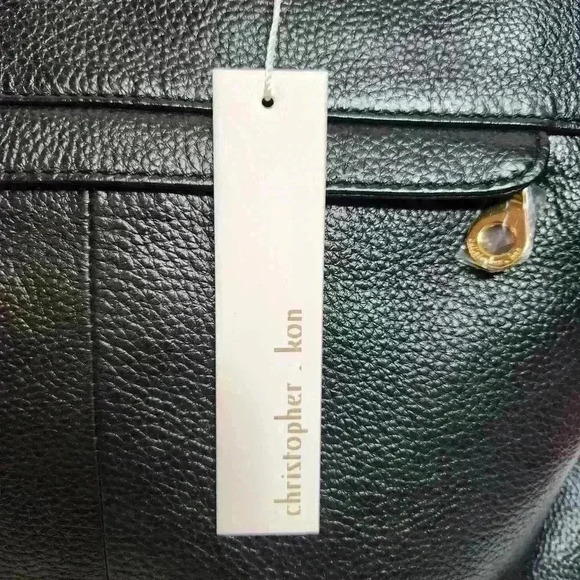 christopher . kon